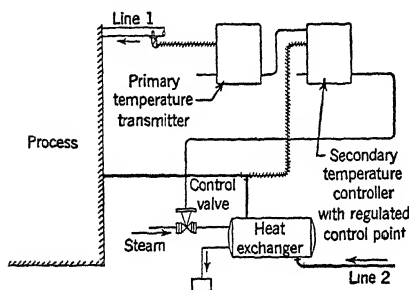 Line 1
Primary
temperature
transmitter
Process
Secondary
temperature
controller
with regulated
control point
Control
valve
Steam
Heat
exchanger
Line 2